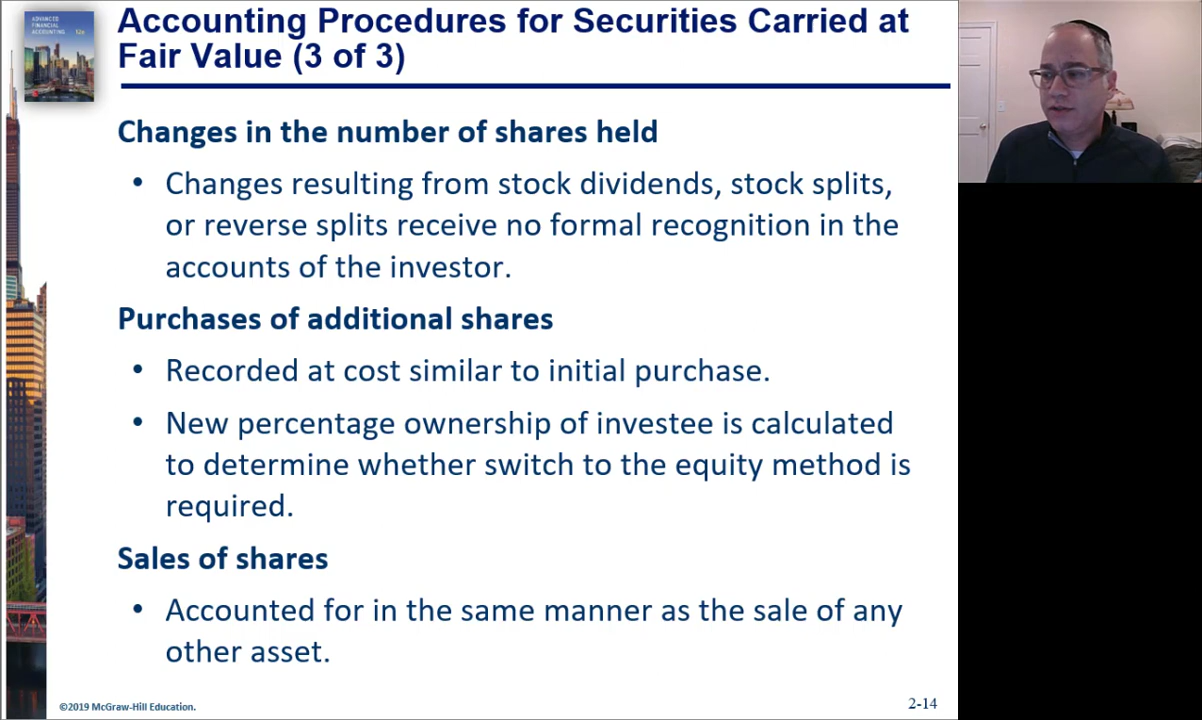 ADVANCED
FINANCIAL
ACCOUNTING
12e
Accounting Procedures for Securities Carried at
Fair Value (3 of 3)
Changes in the number of shares held
• Changes resulting from stock dividends, stock splits,
or reverse splits receive no formal recognition in the
accounts of the investor.
Purchases of additional shares
• Recorded at cost similar to initial purchase.
• New percentage ownership of investee is calculated
to determine whether switch to the equity method is
required.
Sales of shares
• Accounted for in the same manner as the sale of any
other asset.
©2019 McGraw-Hill Education.
2-14